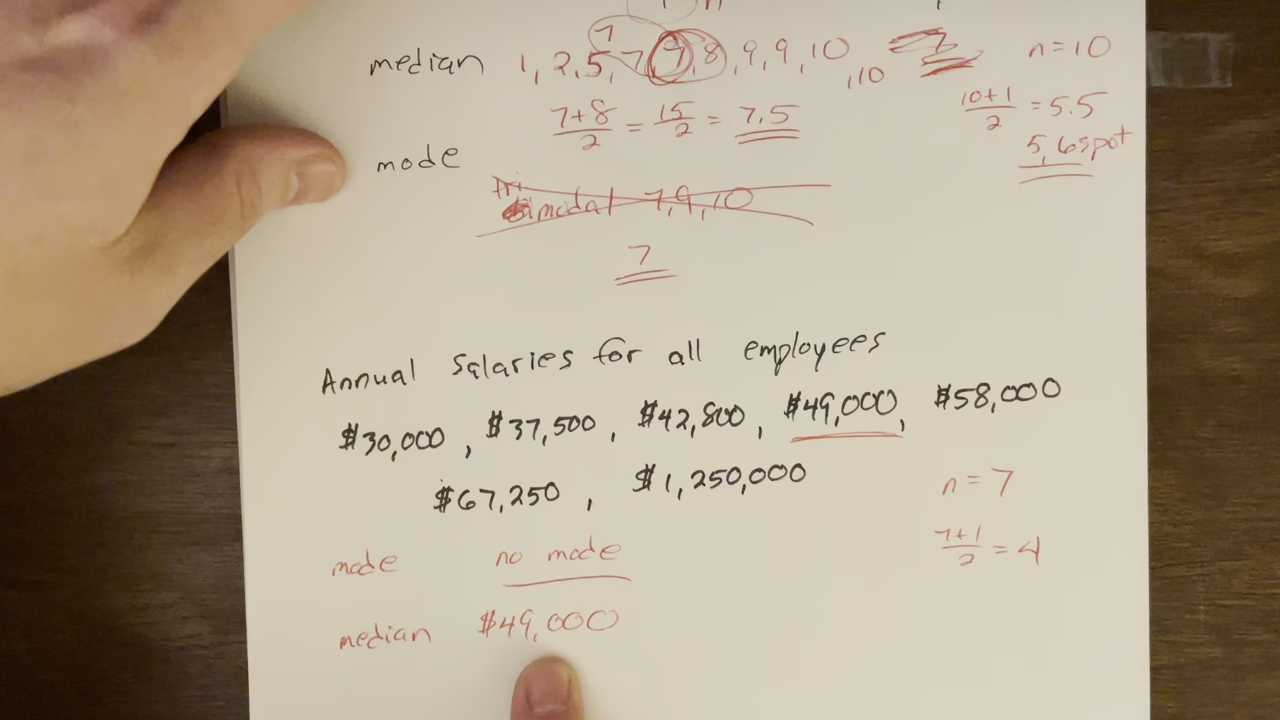 7
median 1, 2, 5, 7, 7, 8, 9, 9, 10, 10 n=10
7+8/2 = 15/2 = 7.5
10+1/2 = 5.5
5,6 spot
mode
tri
modal 7,9,10
7
Annual Salaries for all employees
$30,000, $37,500, $42,800, $49,000, $58,000
$67,250, $1,250,000
n=7
7+1/2 = 4
mode no mode
median $49,000